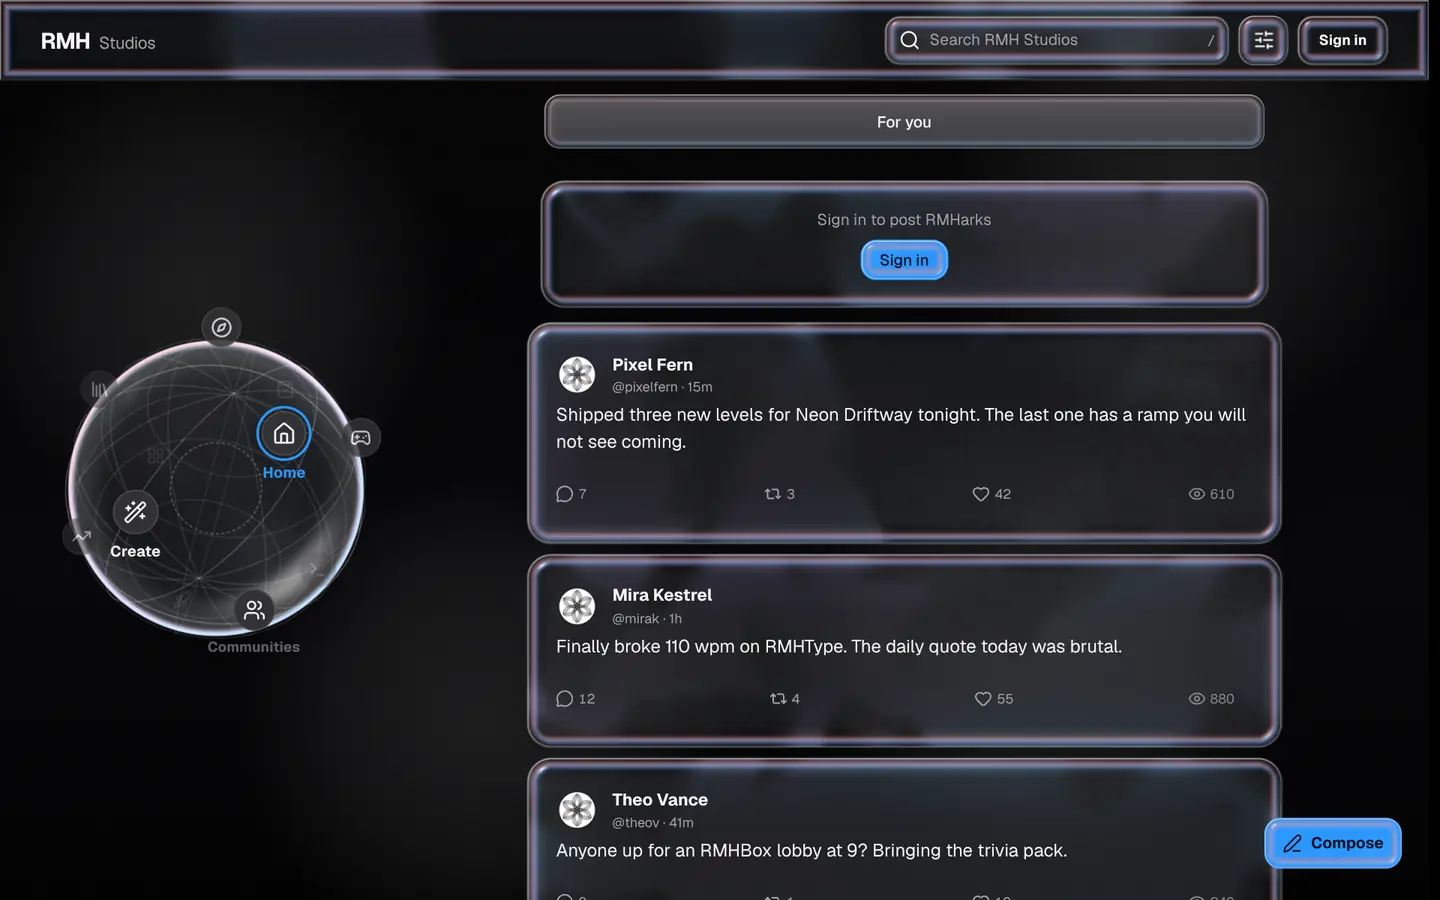 RMH Studios
Search RMH Studios /
Sign in
For you
Sign in to post RMHarks
Sign in
Pixel Fern
@pixelfern · 15m
Shipped three new levels for Neon Driftway tonight. The last one has a ramp you will
not see coming.
7 3 42 610
Home
Create
Communities
Mira Kestrel
@mirak · 1h
Finally broke 110 wpm on RMHType. The daily quote today was brutal.
12 4 55 880
Theo Vance
@theov · 41m
Anyone up for an RMHBox lobby at 9? Bringing the trivia pack.
Compose